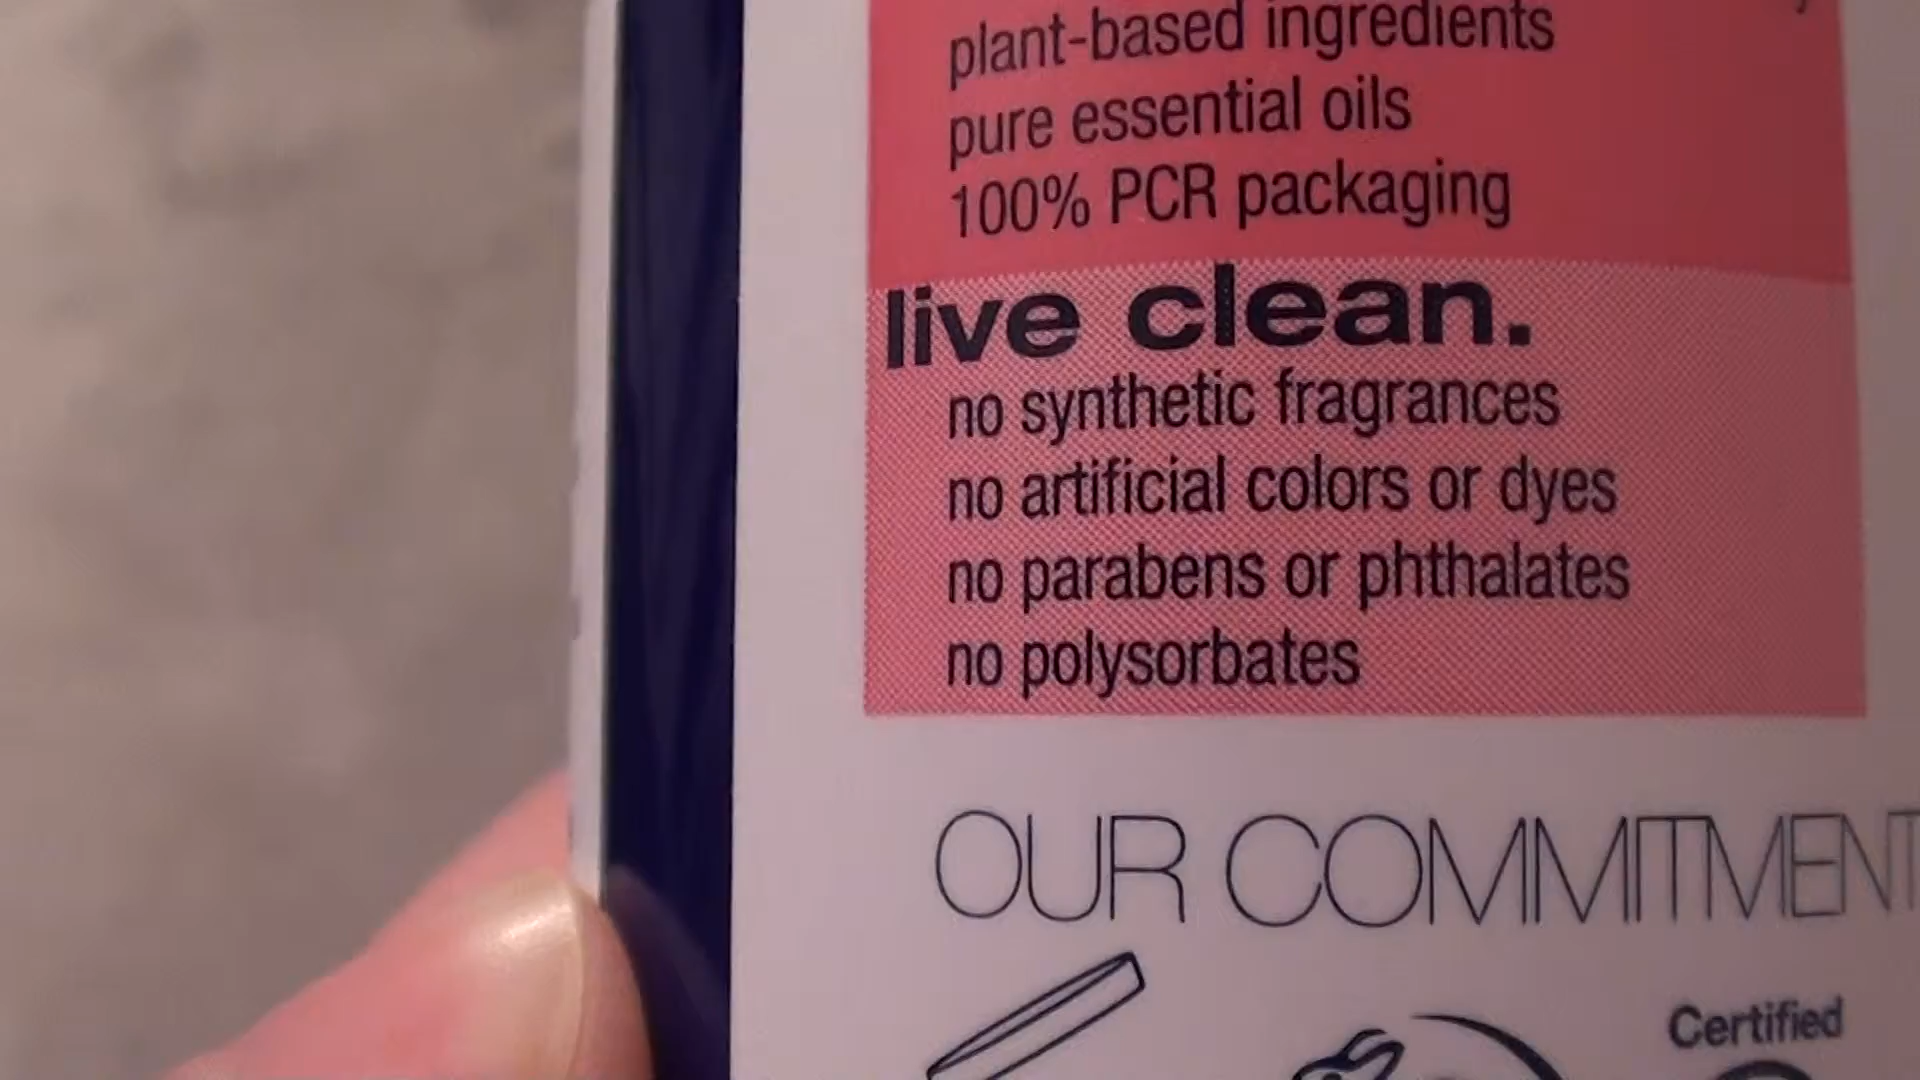 plant-based ingredients
pure essential oils
100% PCR packaging
live clean.
no synthetic fragrances
no artificial colors or dyes
no parabens or phthalates
no polysorbates
OUR COMMITMENT
Certified